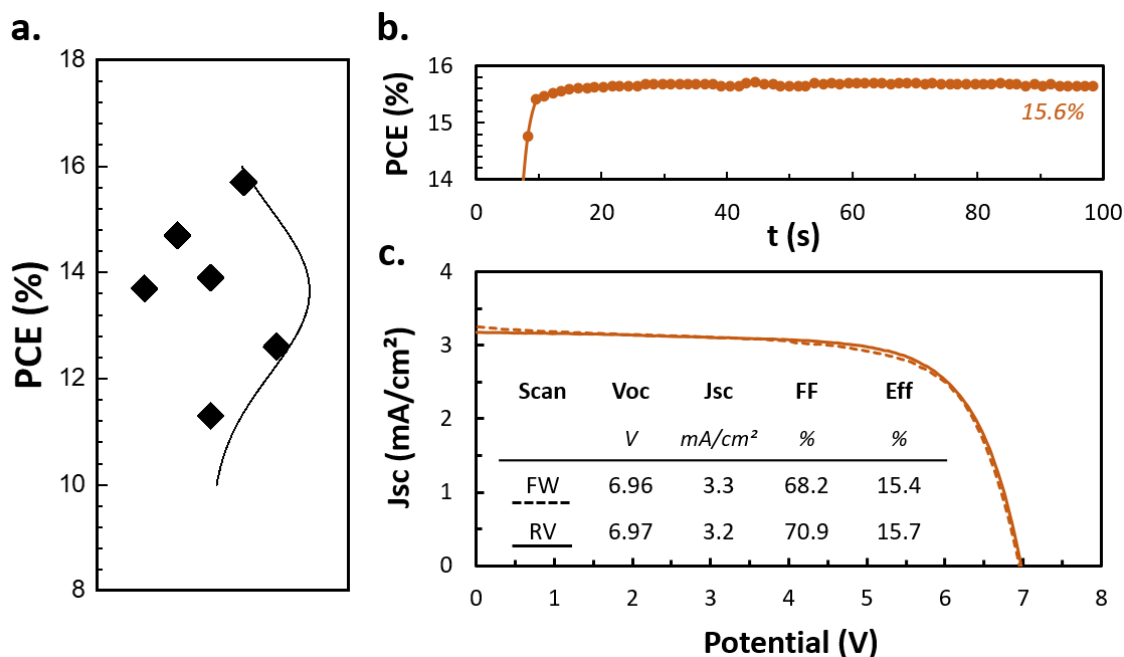 a.
18
16
14
12
10
8
PCE (%)
b.
16
15
14
PCE (%)
15.6%
0 20 40 60 80 100
t (s)
c.
4
3
2
1
0
Jsc (mA/cm²)
Scan Voc Jsc FF Eff
V mA/cm² % %
FW 6.96 3.3 68.2 15.4
RV 6.97 3.2 70.9 15.7
0 1 2 3 4 5 6 7 8
Potential (V)